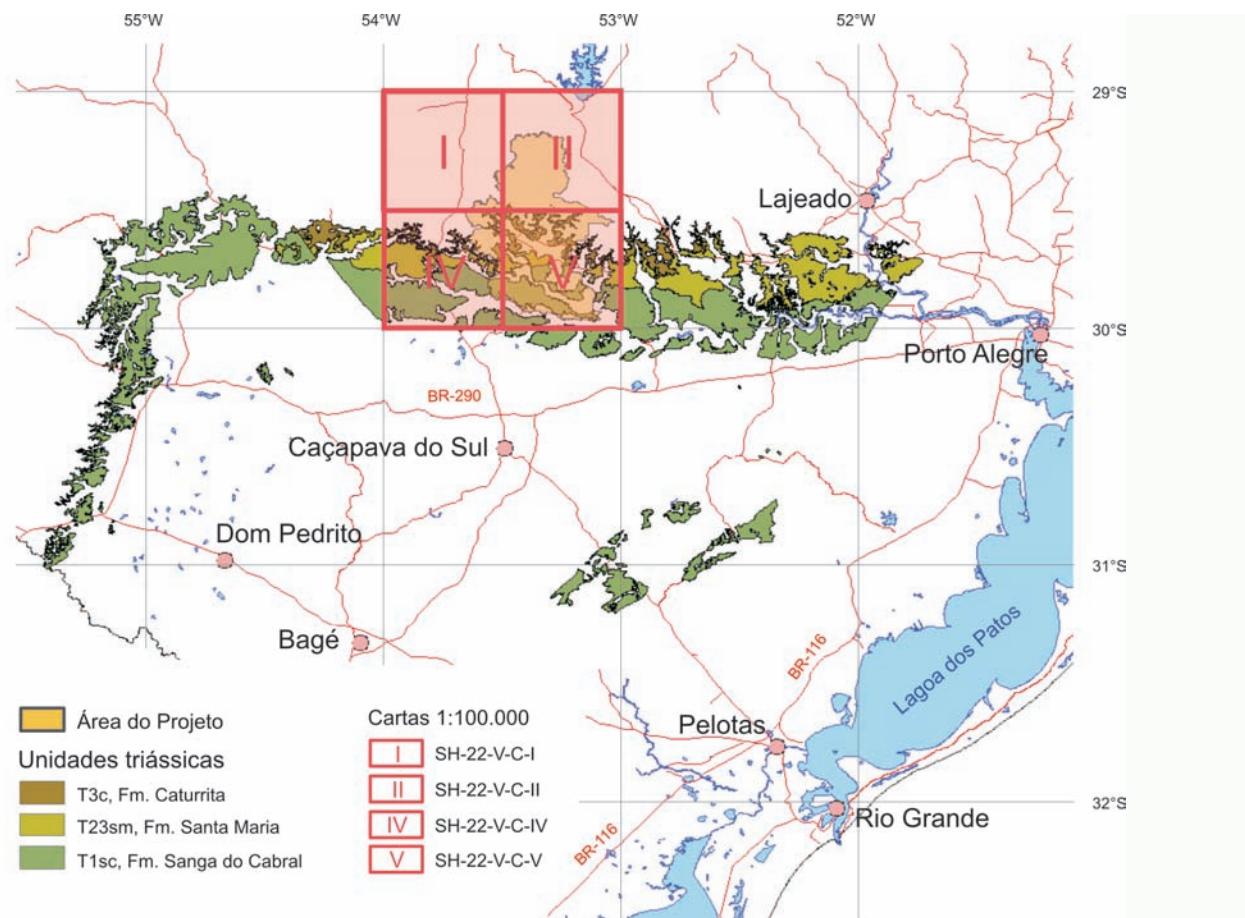 55°W 54°W 53°W 52°W
29°S
I II
Lajeado
IV V
30°S
Porto Alegre
BR-290
Caçapava do Sul
Dom Pedrito
31°S
Bagé
BR-116
Lagoa dos Patos
Pelotas
32°S
Rio Grande
BR-116
Área do Projeto
Unidades triássicas
T3c, Fm. Caturrita
T23sm, Fm. Santa Maria
T1sc, Fm. Sanga do Cabral
Cartas 1:100.000
I SH-22-V-C-I
II SH-22-V-C-II
IV SH-22-V-C-IV
V SH-22-V-C-V